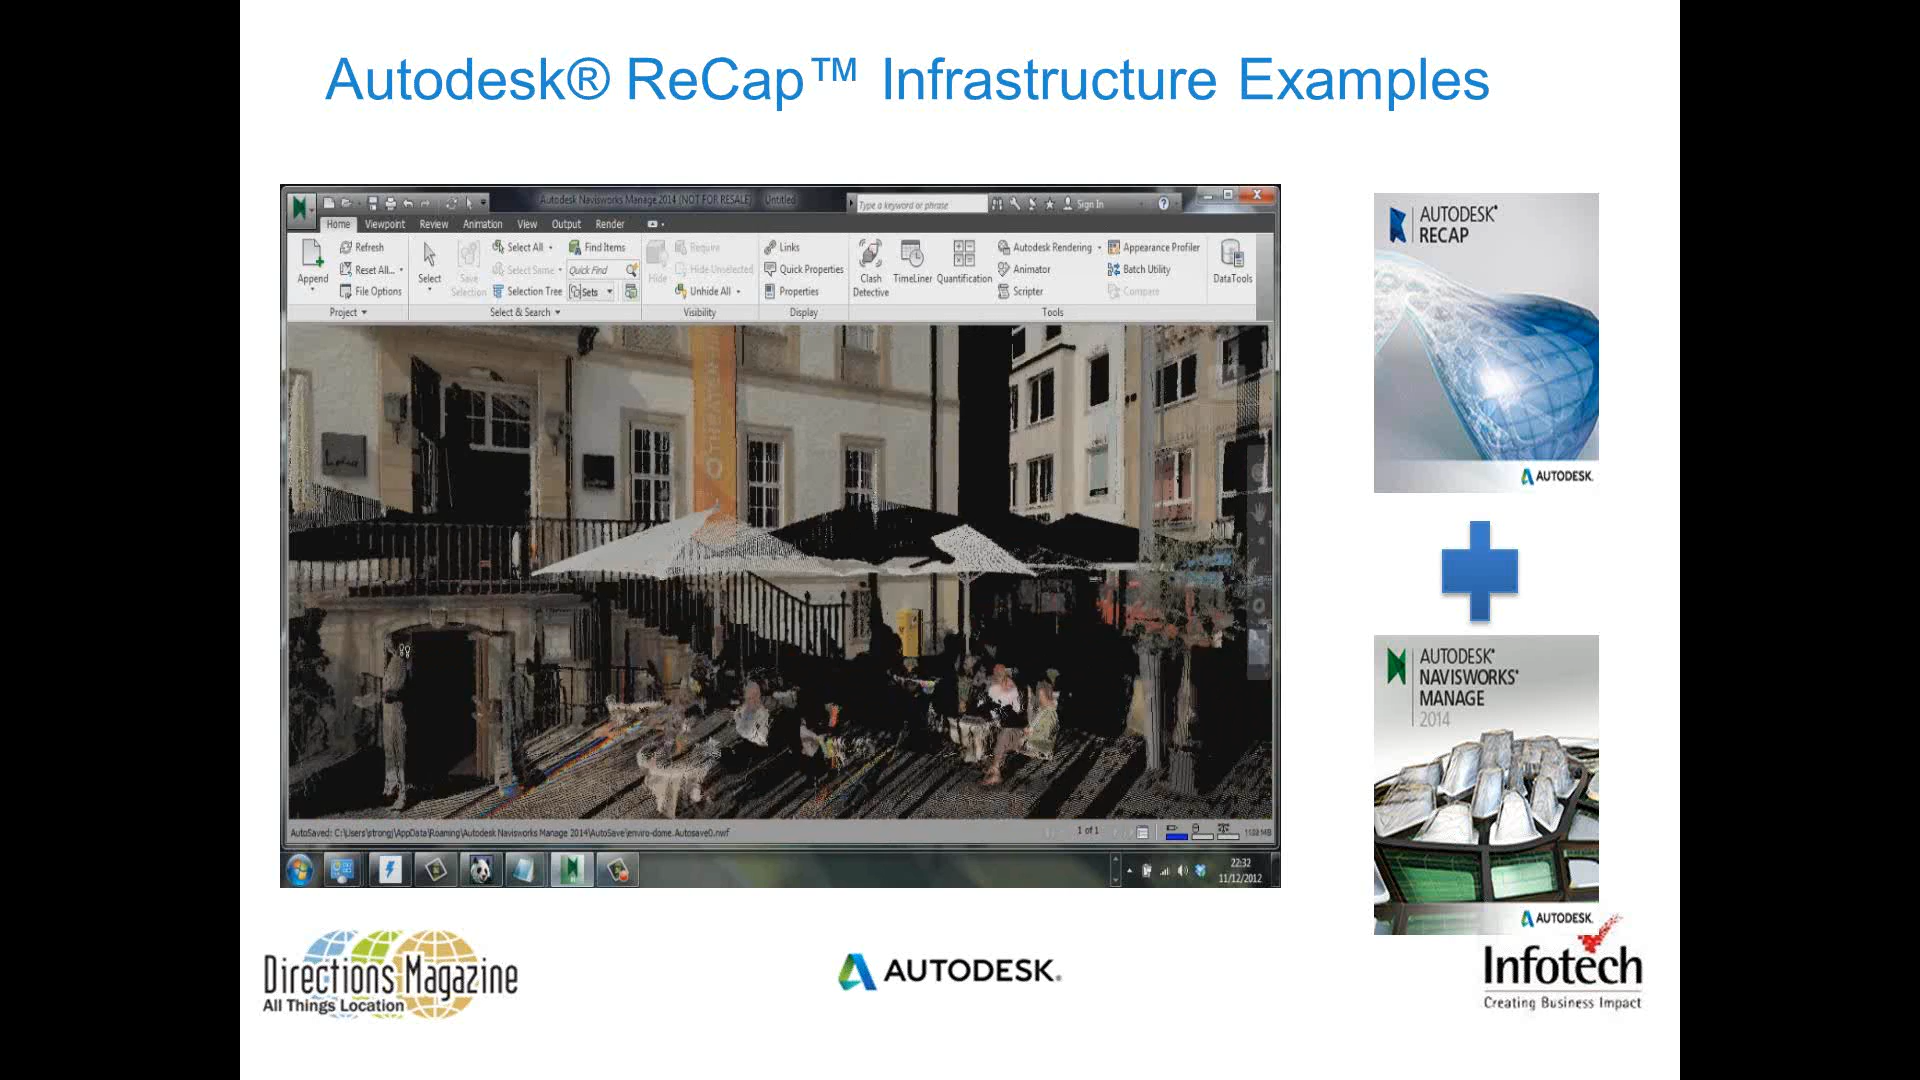 Autodesk® ReCap™ Infrastructure Examples
Autodesk Navisworks Manage 2014 (NOT FOR RESALE) Untitled
Type a keyword or phrase
Sign In
Home Viewpoint Review Animation View Output Render
Append
Refresh
Reset All...
File Options
Project
Select
Save Selection
Select All
Select Same
Selection Tree
Find Items
Quick Find
Sets
Select & Search
Hide
Require
Hide Unselected
Unhide All
Visibility
Links
Quick Properties
Properties
Display
Clash Detective
TimeLiner
Quantification
Autodesk Rendering
Animator
Scripter
Appearance Profiler
Batch Utility
Compare
DataTools
Tools
AutoSaved: C:\Users\strongj\AppData\Roaming\Autodesk Navisworks Manage 2014\AutoSave\enviro-dome.Autosave0.nwf
1 of 1
22:32
11/12/2012
AUTODESK®
RECAP
AUTODESK.
AUTODESK®
NAVISWORKS®
MANAGE
2014
AUTODESK.
Directions Magazine
All Things Location
AUTODESK®
Infotech
Creating Business Impact